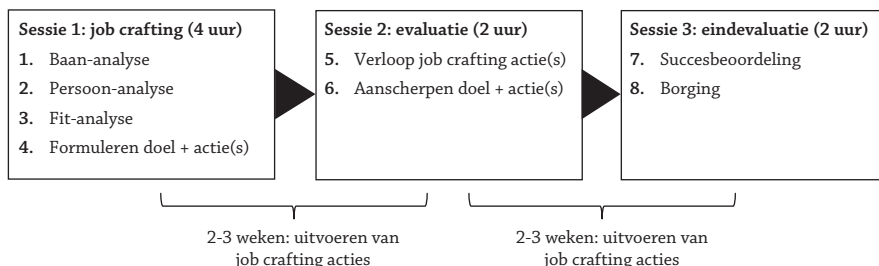 Sessie 1: job crafting (4 uur)
1. Baan-analyse
2. Persoon-analyse
3. Fit-analyse
4. Formuleren doel + actie(s)
Sessie 2: evaluatie (2 uur)
5. Verloop job crafting actie(s)
6. Aanscherpen doel + actie(s)
Sessie 3: eindevaluatie (2 uur)
7. Succesbeoordeling
8. Borging
2-3 weken: uitvoeren van
job crafting acties
2-3 weken: uitvoeren van
job crafting acties